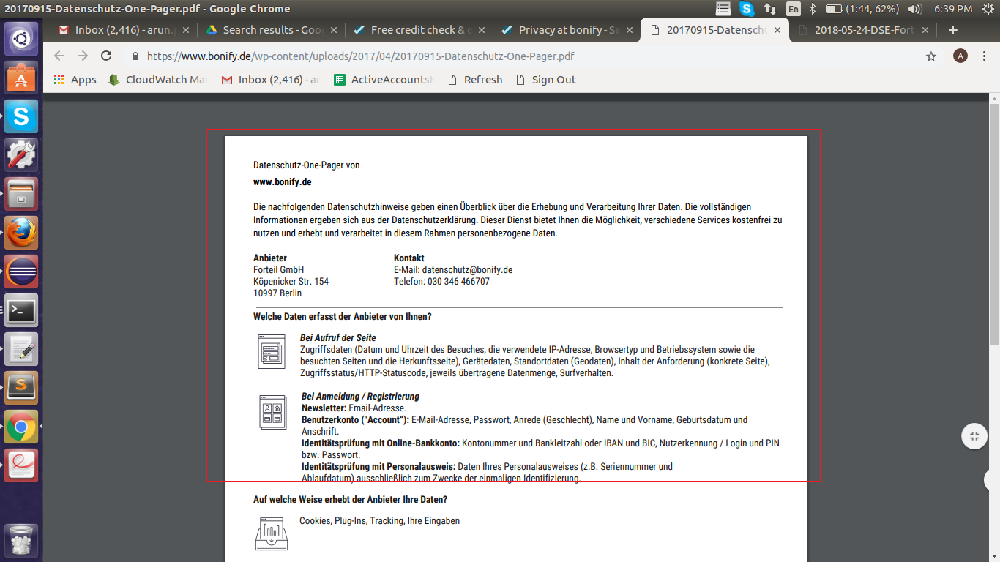 20170915-Datenschutz-One-Pager.pdf - Google Chrome
En
(1:44, 62%)
6:39 PM
Inbox (2,416) - arun.
Search results - Goo
Free credit check & c
Privacy at bonify - Se
20170915-Datensch
2018-05-24-DSE-Fort
https://www.bonify.de/wp-content/uploads/2017/04/20170915-Datenschutz-One-Pager.pdf
A
Apps
CloudWatch Mar
Inbox (2,416) - ar
ActiveAccounts
Refresh
Sign Out
Datenschutz-One-Pager von
www.bonify.de
Die nachfolgenden Datenschutzhinweise geben einen Überblick über die Erhebung und Verarbeitung Ihrer Daten. Die vollständigen
Informationen ergeben sich aus der Datenschutzerklärung. Dieser Dienst bietet Ihnen die Möglichkeit, verschiedene Services kostenfrei zu
nutzen und erhebt und verarbeitet in diesem Rahmen personenbezogene Daten.
Anbieter
Forteil GmbH
Köpenicker Str. 154
10997 Berlin
Kontakt
E-Mail: datenschutz@bonify.de
Telefon: 030 346 466707
Welche Daten erfasst der Anbieter von Ihnen?
Bei Aufruf der Seite
Zugriffsdaten (Datum und Uhrzeit des Besuches, die verwendete IP-Adresse, Browsertyp und Betriebssystem sowie die
besuchten Seiten und die Herkunftsseite), Gerätedaten, Standortdaten (Geodaten), Inhalt der Anforderung (konkrete Seite),
Zugriffsstatus/HTTP-Statuscode, jeweils übertragene Datenmenge, Surfverhalten.
Bei Anmeldung / Registrierung
Newsletter: Email-Adresse.
Benutzerkonto ("Account“): E-Mail-Adresse, Passwort, Anrede (Geschlecht), Name und Vorname, Geburtsdatum und
Anschrift.
Identitätsprüfung mit Online-Bankkonto: Kontonummer und Bankleitzahl oder IBAN und BIC, Nutzerkennung / Login und PIN
bzw. Passwort.
Identitätsprüfung mit Personalausweis: Daten Ihres Personalausweises (z.B. Seriennummer und
Ablaufdatum) ausschließlich zum Zwecke der einmaligen Identifizierung.
Auf welche Weise erhebt der Anbieter Ihre Daten?
Cookies, Plug-Ins, Tracking, Ihre Eingaben